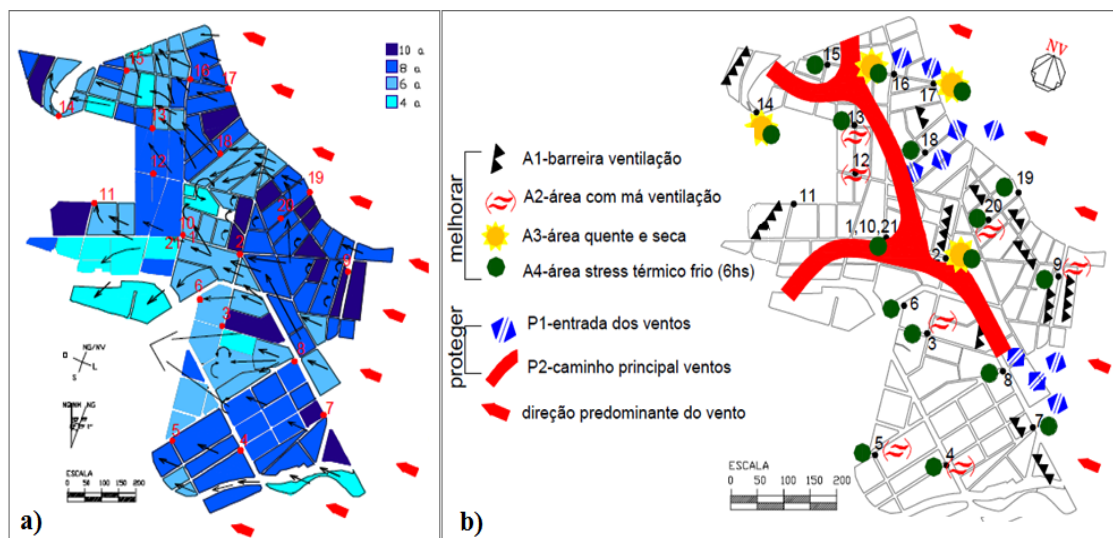 10 a.
8 a.
6 a
4 a
15
16
17
14
13
18
12
19
11
20
10
1
21
2
9
6
3
8
7
5
4
NG/NV
O
L
S
ESCALA
0 50 100 150 200
a)
melhorar
A1-barreira ventilação
A2-área com má ventilação
A3-área quente e seca
A4-área stress térmico frio (6hs)
proteger
P1-entrada dos ventos
P2-caminho principal ventos
direção predominante do vento
NV
15
16
17
14
13
18
12
19
11
20
1,10,21
2
9
6
3
8
7
5
4
ESCALA
0 50 100 150 200
b)